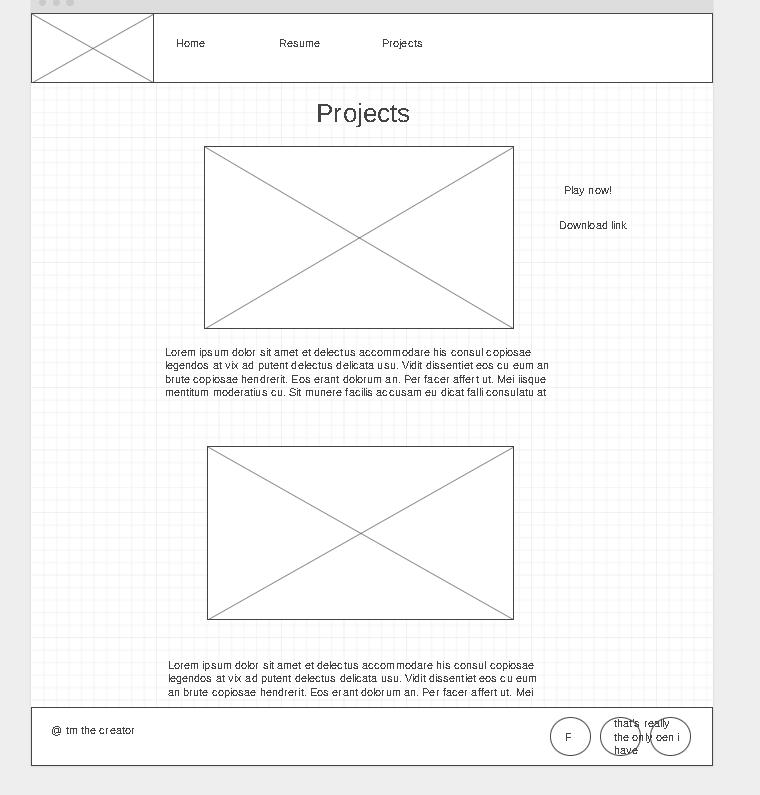 Home Resume Projects
Projects
Play now!
Download link
Lorem ipsum dolor sit amet et delectus accommodare his consul copiosae
legendos at vix ad putent delectus delicata usu. Vidit dissentiet eos cu eum an
brute copiosae hendrerit. Eos erant dolorum an. Per facer affert ut. Mei iisque
mentitum moderatius cu. Sit munere facilis accusam eu dicat falli consulatu at
Lorem ipsum dolor sit amet et delectus accommodare his consul copiosae
legendos at vix ad putent delectus delicata usu. Vidit dissentiet eos cu eum
an brute copiosae hendrerit. Eos erant dolorum an. Per facer affert ut. Mei
@ tm the creator
F
that's really
the only oen i
have